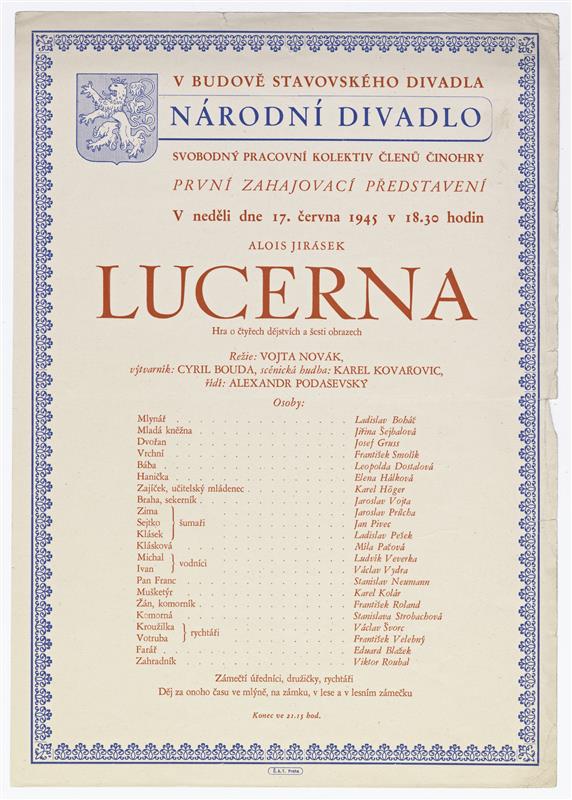 V BUDOVĚ STAVOVSKÉHO DIVADLA
NÁRODNÍ DIVADLO
SVOBODNÝ PRACOVNÍ KOLEKTIV ČLENŮ ČINOHRY
PRVNÍ ZAHAJOVACÍ PŘEDSTAVENÍ
V neděli dne 17. června 1945 v 18.30 hodin
ALOIS JIRÁSEK
LUCERNA
Hra o čtyřech dějstvích a šesti obrazech
Režie: VOJTA NOVÁK,
výtvarník: CYRIL BOUDA, scénická hudba: KAREL KOVAŘOVIC,
řídí: ALEXANDR PODAŠEVSKÝ
Osoby:
Mlynář . . . . . . . . . . . . . . Ladislav Boháč
Mladá kněžna . . . . . . . . . . . . . . Jiřina Šejbalová
Dvořan . . . . . . . . . . . . . . Josef Gruss
Vrchní . . . . . . . . . . . . . . František Smolík
Bába . . . . . . . . . . . . . . Leopolda Dostalová
Hanička . . . . . . . . . . . . . . Elena Hálková
Zajíček, učitelský mládenec . . . . . . . . . Karel Höger
Braha, sekerník . . . . . . . . . . . . Jaroslav Vojta
Zima . . . . . . . . . . . . Jaroslav Průcha
Sejtko } šumaři . . . . . . . . . . . . Jan Pivec
Klásek . . . . . . . . . . . . Ladislav Pešek
Klásková . . . . . . . . . . . . . . Míla Pačová
Michal } vodníci . . . . . . . . . . . . Ludvík Veverka
Ivan . . . . . . . . . . . . Václav Vydra
Pan Franc . . . . . . . . . . . . . . Stanislav Neumann
Mušketýr . . . . . . . . . . . . . . Karel Kolár
Žán, komorník . . . . . . . . . . . . František Roland
Komorná . . . . . . . . . . . . . . Stanislava Strobachová
Kroužilka } rychtáři . . . . . . . . . . . . Václav Švorc
Votruba . . . . . . . . . . . . František Velebný
Farář . . . . . . . . . . . . . . Eduard Blažek
Zahradník . . . . . . . . . . . . . . Viktor Roubal
Zámečtí úředníci, družičky, rychtáři
Děj za onoho času ve mlýně, na zámku, v lese a v lesním zámečku
Konec ve 21.15 hod.
Č. A. T. Praha